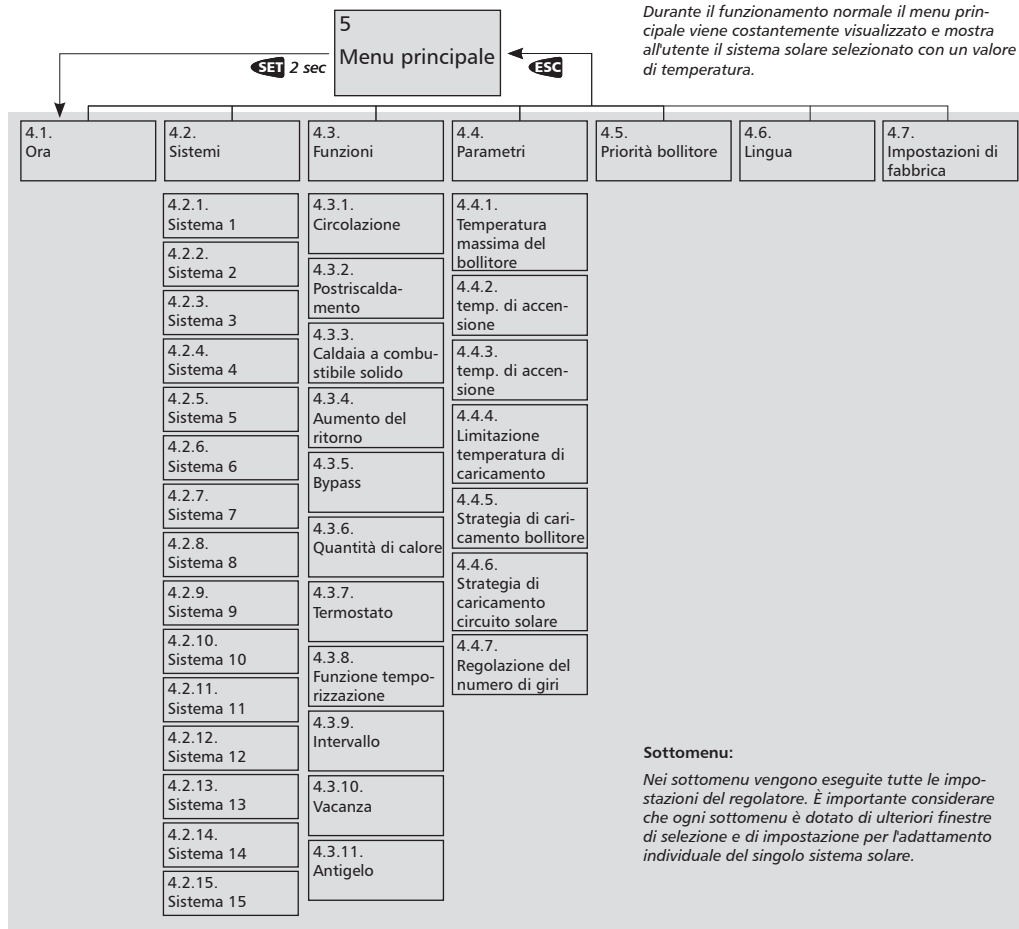 5
Menu principale
SET 2 sec
ESC
Durante il funzionamento normale il menu prin-
cipale viene costantemente visualizzato e mostra
all'utente il sistema solare selezionato con un valore
di temperatura.
4.1.
Ora
4.2.
Sistemi
4.3.
Funzioni
4.4.
Parametri
4.5.
Priorità bollitore
4.6.
Lingua
4.7.
Impostazioni di
fabbrica
4.2.1.
Sistema 1
4.2.2.
Sistema 2
4.2.3.
Sistema 3
4.2.4.
Sistema 4
4.2.5.
Sistema 5
4.2.6.
Sistema 6
4.2.7.
Sistema 7
4.2.8.
Sistema 8
4.2.9.
Sistema 9
4.2.10.
Sistema 10
4.2.11.
Sistema 11
4.2.12.
Sistema 12
4.2.13.
Sistema 13
4.2.14.
Sistema 14
4.2.15.
Sistema 15
4.3.1.
Circolazione
4.3.2.
Postriscalda-
mento
4.3.3.
Caldaia a combu-
stibile solido
4.3.4.
Aumento del
ritorno
4.3.5.
Bypass
4.3.6.
Quantità di calore
4.3.7.
Termostato
4.3.8.
Funzione tempo-
rizzazione
4.3.9.
Intervallo
4.3.10.
Vacanza
4.3.11.
Antigelo
4.4.1.
Temperatura
massima del
bollitore
4.4.2.
temp. di accen-
sione
4.4.3.
temp. di accen-
sione
4.4.4.
Limitazione
temperatura di
caricamento
4.4.5.
Strategia di cari-
camento bollitore
4.4.6.
Strategia di
caricamento
circuito solare
4.4.7.
Regolazione del
numero di giri
Sottomenu:
Nei sottomenu vengono eseguite tutte le impo-
stazioni del regolatore. È importante considerare
che ogni sottomenu è dotato di ulteriori finestre
di selezione e di impostazione per l'adattamento
individuale del singolo sistema solare.